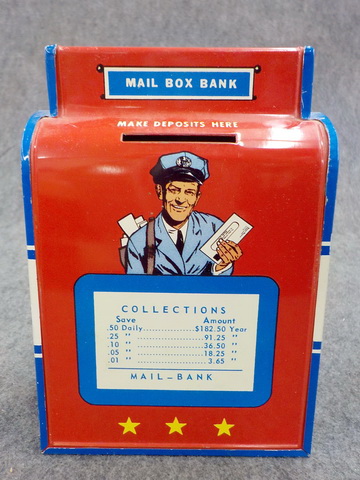 MAIL BOX BANK
MAKE DEPOSITS HERE
COLLECTIONS
Save Amount
.50 Daily..............$182.50 Year
.25 " .................. 91.25 "
.10 " .................. 36.50 "
.05 " .................. 18.25 "
.01 " .................. 3.65 "
MAIL-BANK